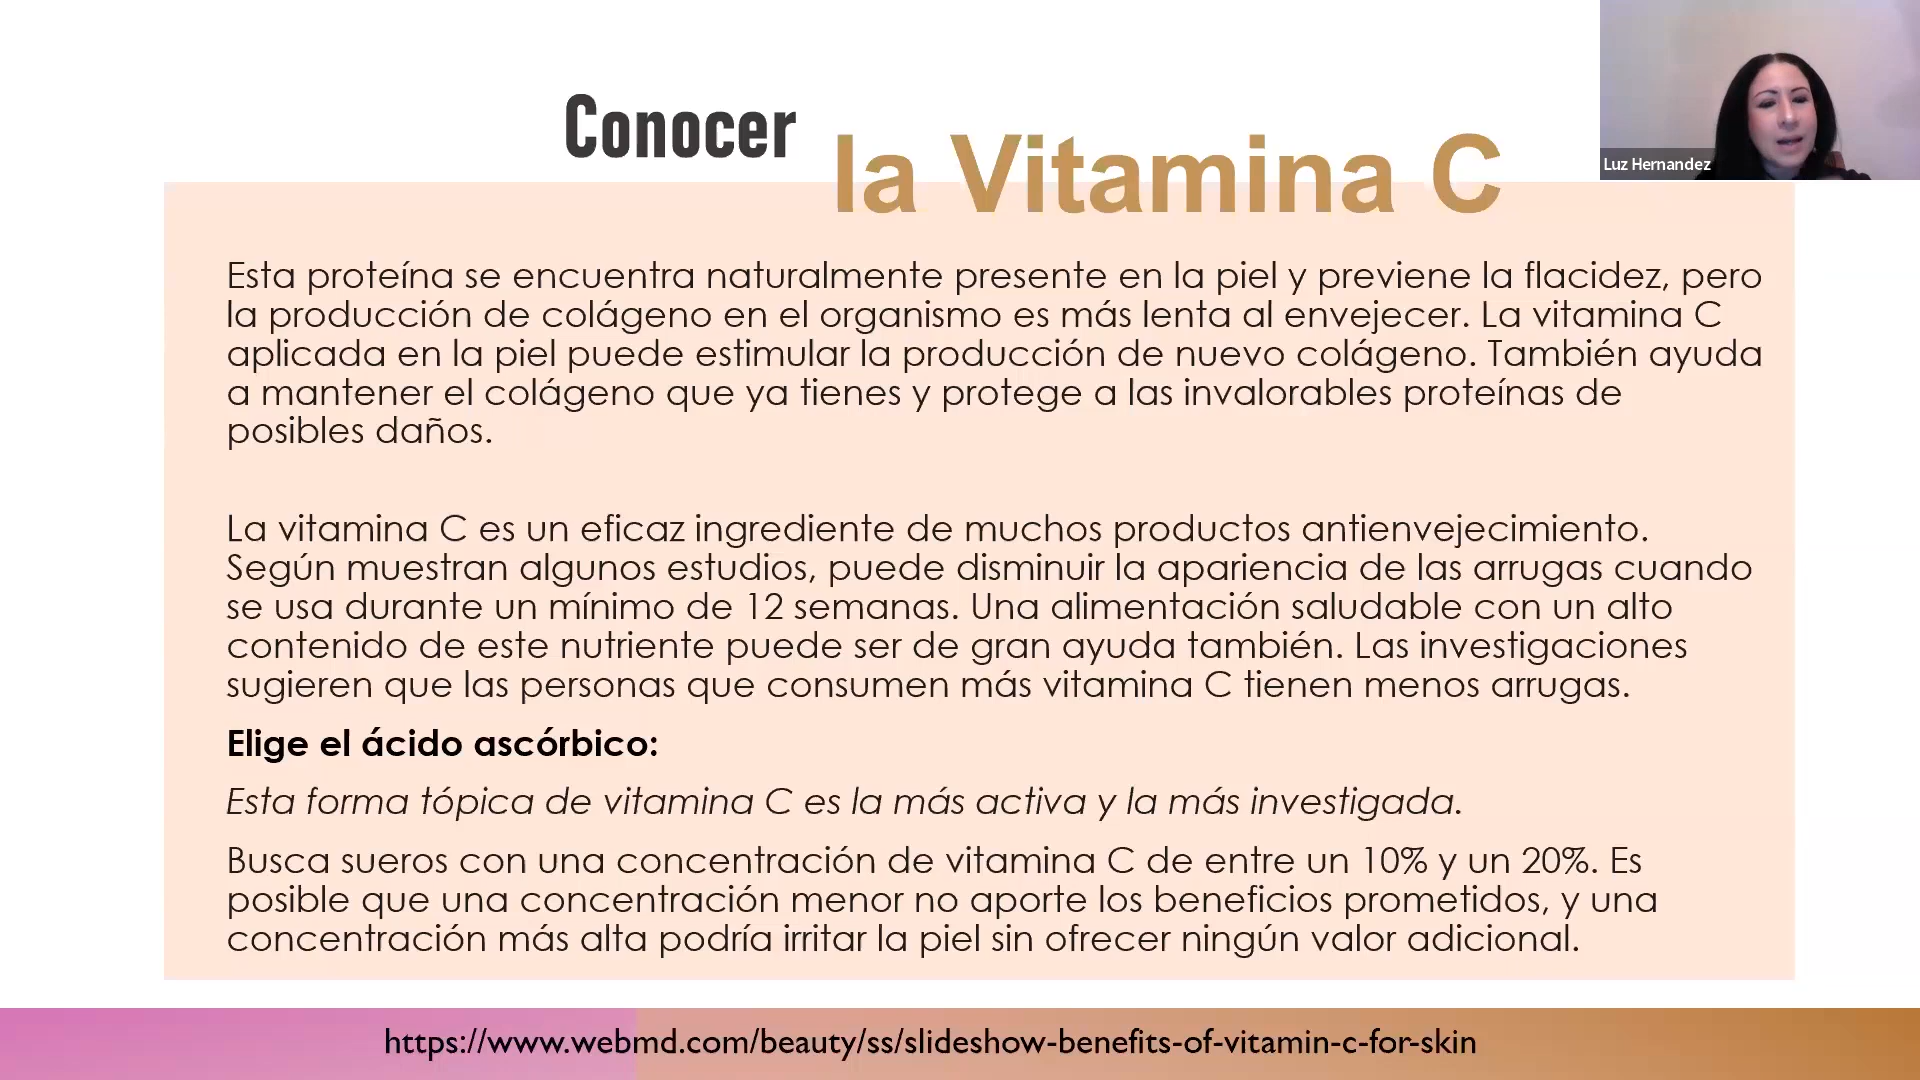 Conocer
la Vitamina C
Luz Hernandez
Esta proteína se encuentra naturalmente presente en la piel y previene la flacidez, pero
la producción de colágeno en el organismo es más lenta al envejecer. La vitamina C
aplicada en la piel puede estimular la producción de nuevo colágeno. También ayuda
a mantener el colágeno que ya tienes y protege a las invalorables proteínas de
posibles daños.
La vitamina C es un eficaz ingrediente de muchos productos antienvejecimiento.
Según muestran algunos estudios, puede disminuir la apariencia de las arrugas cuando
se usa durante un mínimo de 12 semanas. Una alimentación saludable con un alto
contenido de este nutriente puede ser de gran ayuda también. Las investigaciones
sugieren que las personas que consumen más vitamina C tienen menos arrugas.
Elige el ácido ascórbico:
Esta forma tópica de vitamina C es la más activa y la más investigada.
Busca sueros con una concentración de vitamina C de entre un 10% y un 20%. Es
posible que una concentración menor no aporte los beneficios prometidos, y una
concentración más alta podría irritar la piel sin ofrecer ningún valor adicional.
https://www.webmd.com/beauty/ss/slideshow-benefits-of-vitamin-c-for-skin